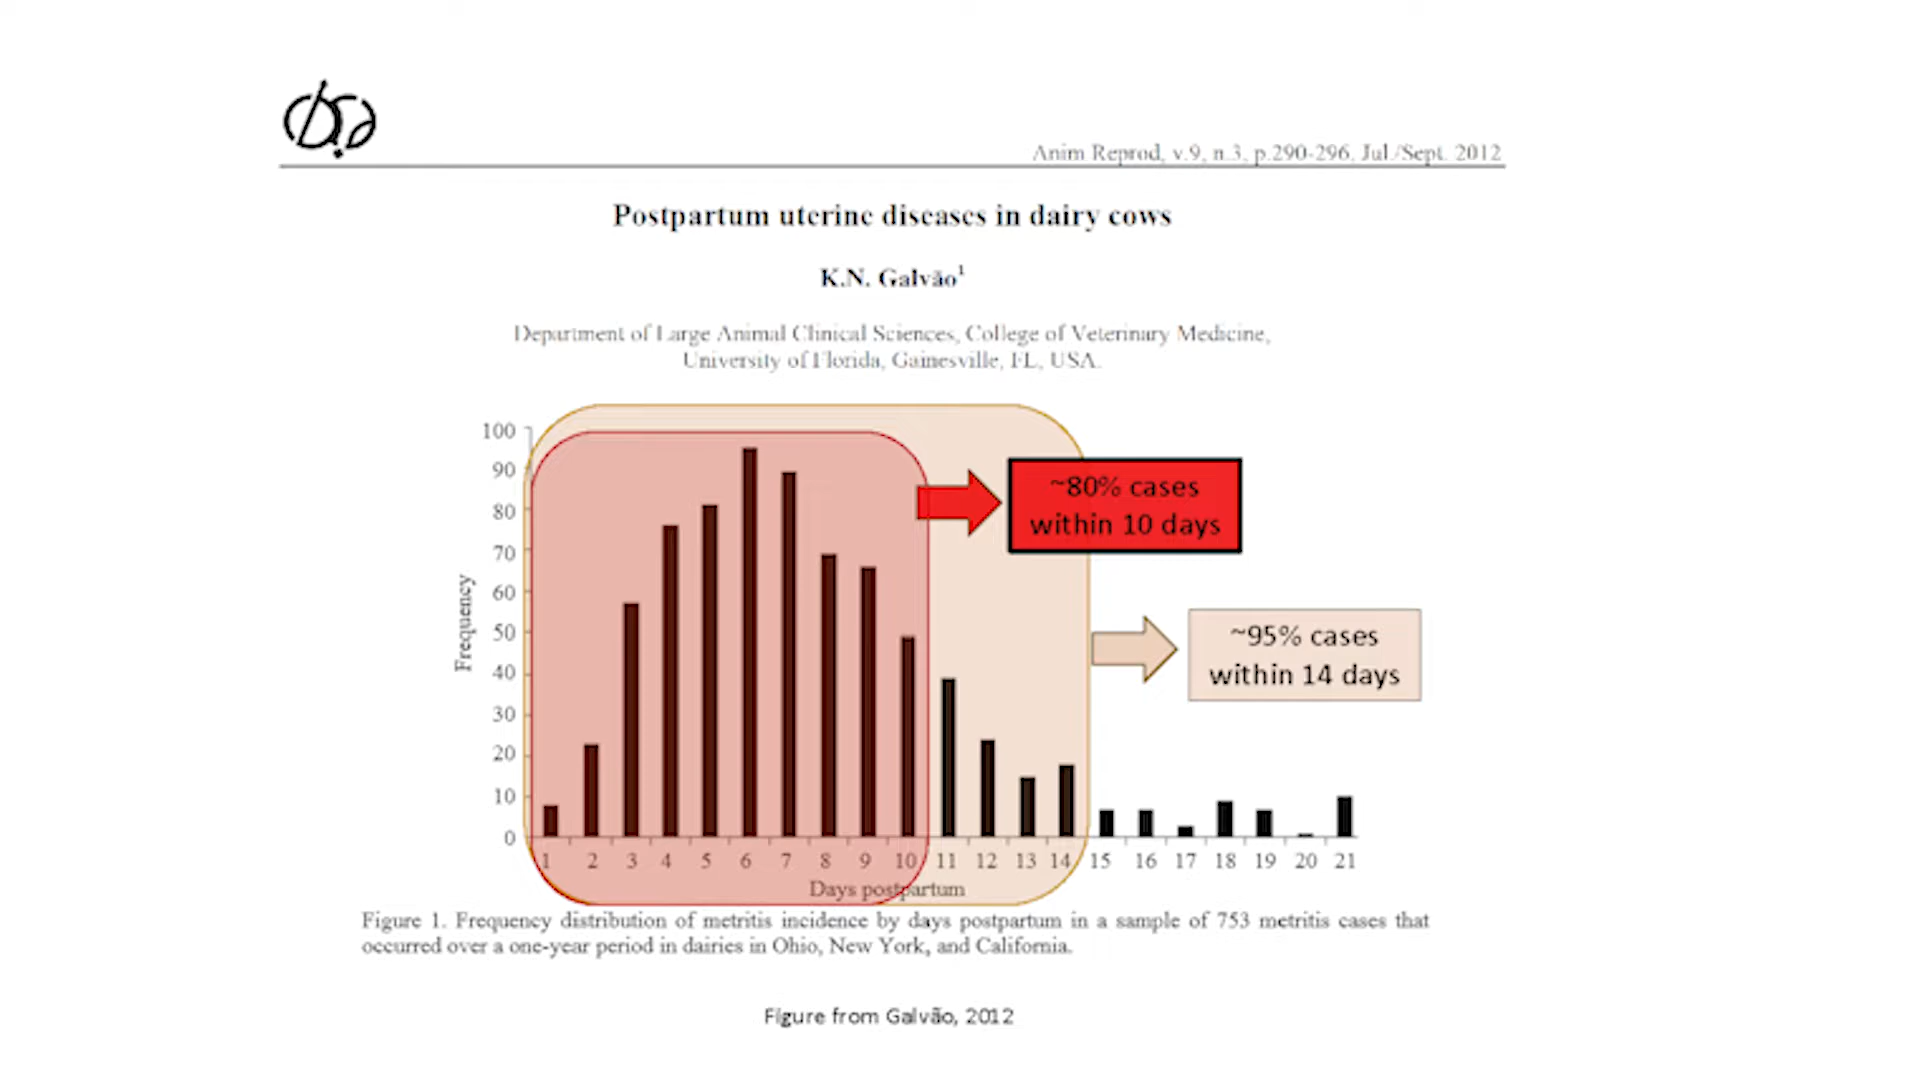 Anim Reprod, v.9, n.3, p.290-296, Jul./Sept. 2012
Postpartum uterine diseases in dairy cows
K.N. Galvão1
Department of Large Animal Clinical Sciences, College of Veterinary Medicine,
University of Florida, Gainesville, FL, USA.
100
90
80
70
60
50
40
30
20
10
0
Frequency
~80% cases
within 10 days
~95% cases
within 14 days
1 2 3 4 5 6 7 8 9 10 11 12 13 14 15 16 17 18 19 20 21
Days postpartum
Figure 1. Frequency distribution of metritis incidence by days postpartum in a sample of 753 metritis cases that
occurred over a one-year period in dairies in Ohio, New York, and California.
Figure from Galvão, 2012